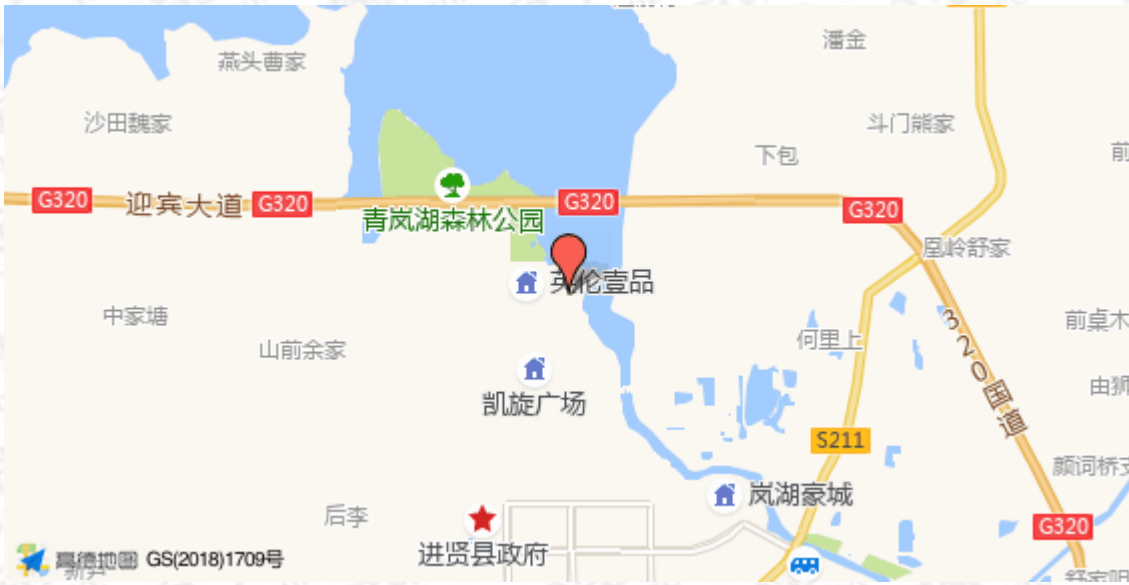 潘金
燕头曹家
沙田魏家
斗门熊家
下包
前
G320
迎宾大道
G320
G320
G320
青岚湖森林公园
凰岭舒家
英伦壹品
中家塘
山前余家
何里上
前桌木
320国道
由狮
凯旋广场
S211
颜词桥支
岚湖豪城
后李
G320
进贤县政府
高德地图 GS(2018)1709号